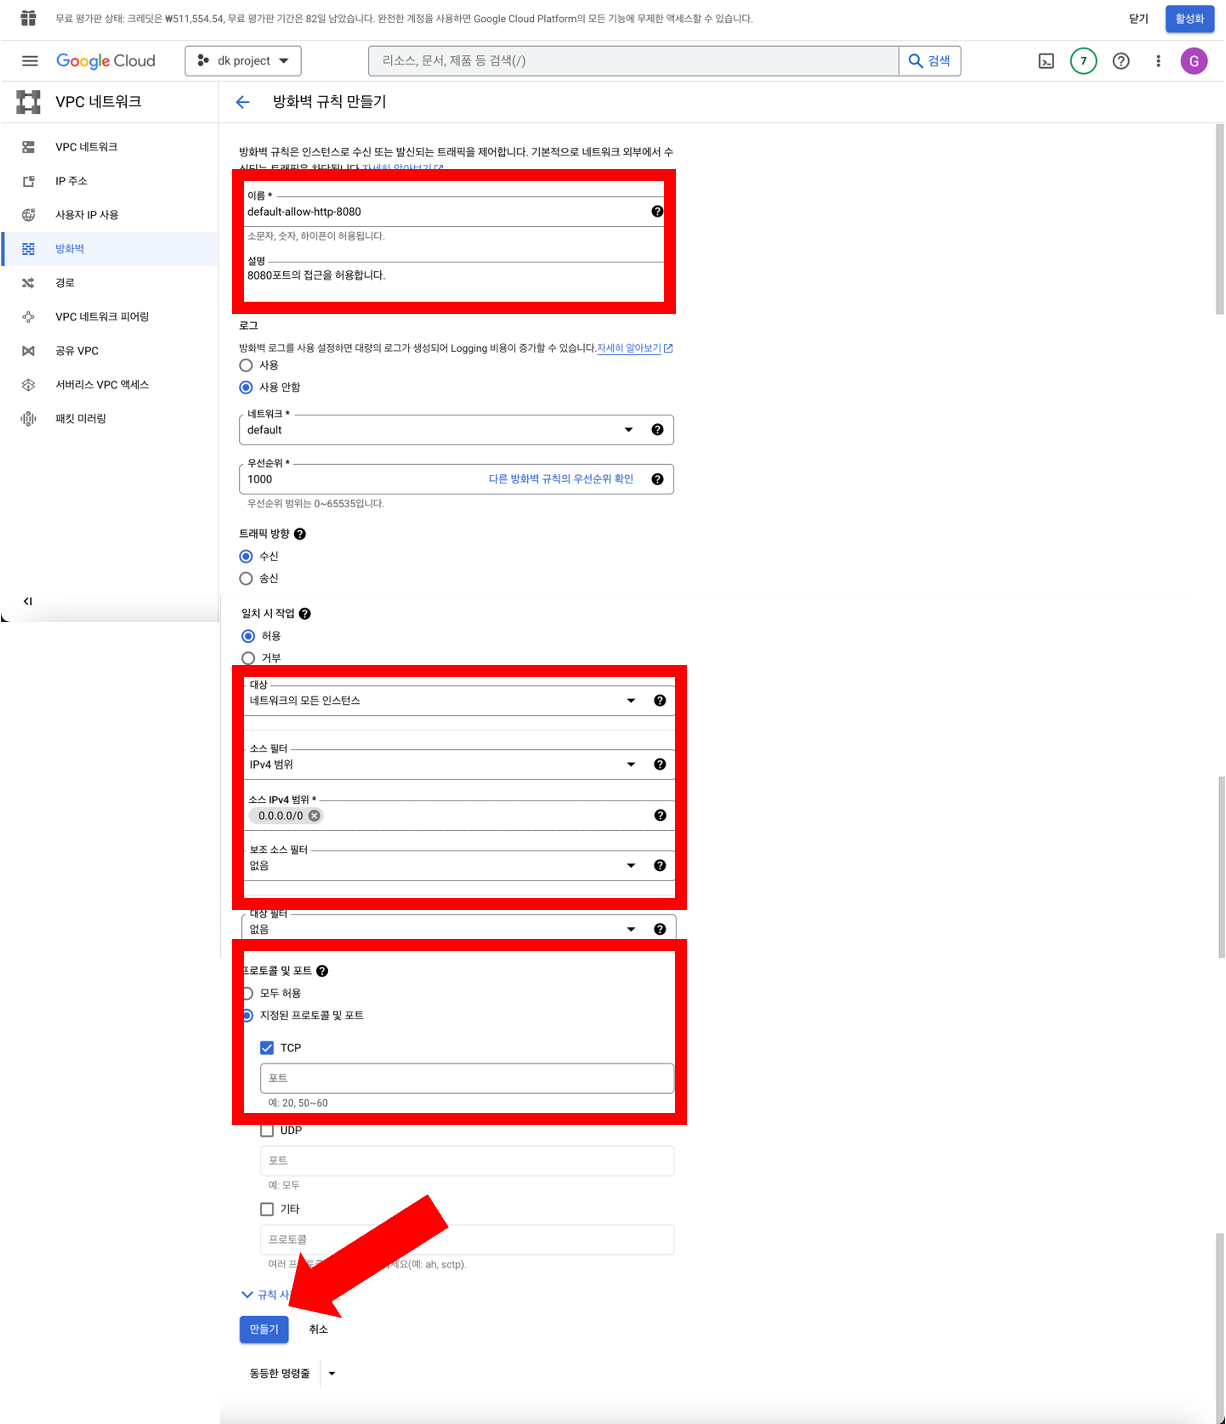 무료 평가판 상태: 크레딧은 ₩511,554.54, 무료 평가판 기간은 82일 남았습니다. 완전한 계정을 사용하면 Google Cloud Platform의 모든 기능에 무제한 액세스할 수 있습니다.
닫기
활성화
Google Cloud
dk project
리소스, 문서, 제품 등 검색(/)
검색
7
G
VPC 네트워크
방화벽 규칙 만들기
VPC 네트워크
IP 주소
사용자 IP 사용
방화벽
경로
VPC 네트워크 피어링
공유 VPC
서버리스 VPC 액세스
패킷 미러링
방화벽 규칙은 인스턴스로 수신 또는 발신되는 트래픽을 제어합니다. 기본적으로 네트워크 외부에서 수
신되는 트래픽은 차단됩니다. 자세히 알아보기
이름 *
default-allow-http-8080
소문자, 숫자, 하이픈이 허용됩니다.
설명
8080포트의 접근을 허용합니다.
로그
방화벽 로그를 사용 설정하면 대량의 로그가 생성되어 Logging 비용이 증가할 수 있습니다. 자세히 알아보기
사용
사용 안함
네트워크 *
default
우선순위 *
1000
다른 방화벽 규칙의 우선순위 확인
우선순위 범위는 0~65535입니다.
트래픽 방향
수신
송신
일치 시 작업
허용
거부
대상
네트워크의 모든 인스턴스
소스 필터
IPv4 범위
소스 IPv4 범위 *
0.0.0.0/0
보조 소스 필터
없음
대상 필터
없음
프로토콜 및 포트
모두 허용
지정된 프로토콜 및 포트
TCP
포트
예: 20, 50~60
UDP
포트
예: 모두
기타
프로토콜
여러 프 세요(예: ah, sctp).
규칙 사
만들기
취소
동등한 명령줄